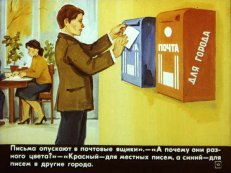 ПОЧТА
ДЛЯ ГОРОДА
Письма опускают в почтовые ящики».—«А почему они раз-
ного цвета?»—«Красный—для местных писем, а синий—для
писем в другие города.